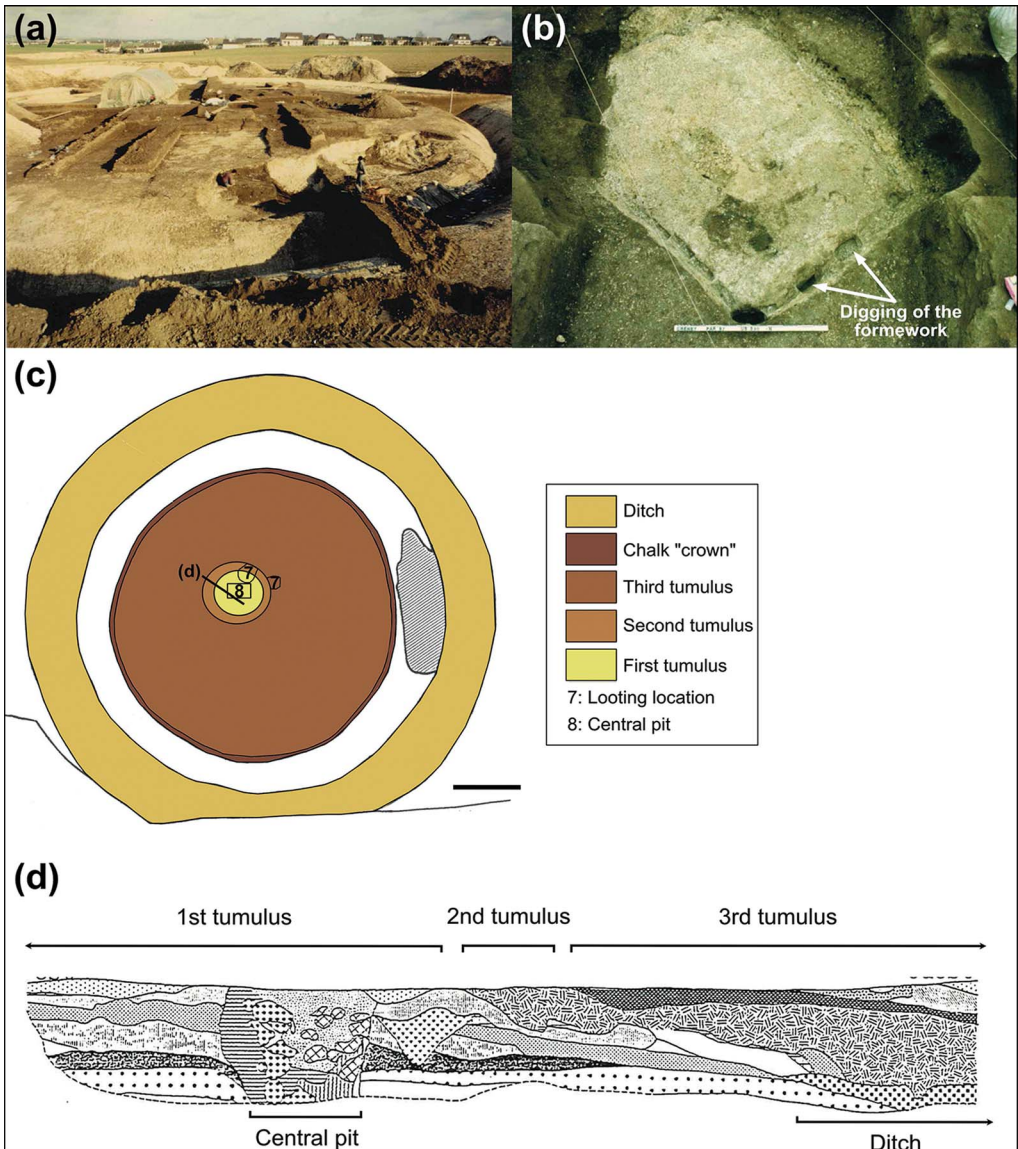 (a)
(b)
Digging of the
formework
(c)
(d)
7
7
8
Ditch
Chalk "crown"
Third tumulus
Second tumulus
First tumulus
7: Looting location
8: Central pit
(d)
1st tumulus
2nd tumulus
3rd tumulus
Central pit
Ditch